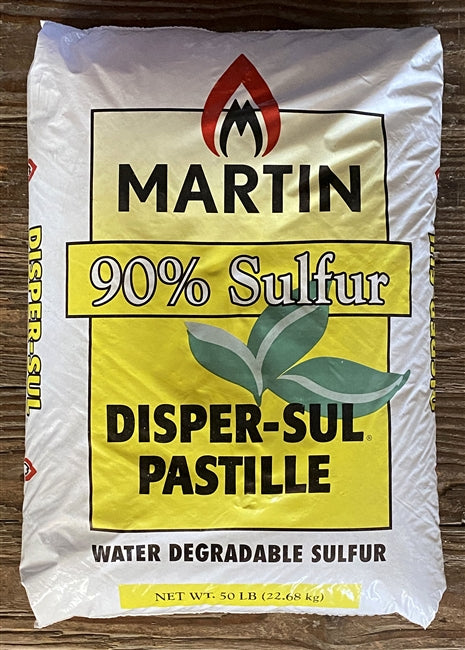 M
MARTIN
90% Sulfur
DISPER-SUL®
PASTILLE
WATER DEGRADABLE SULFUR
NET WT. 50 LB (22.68 kg)
DISPER-SUL